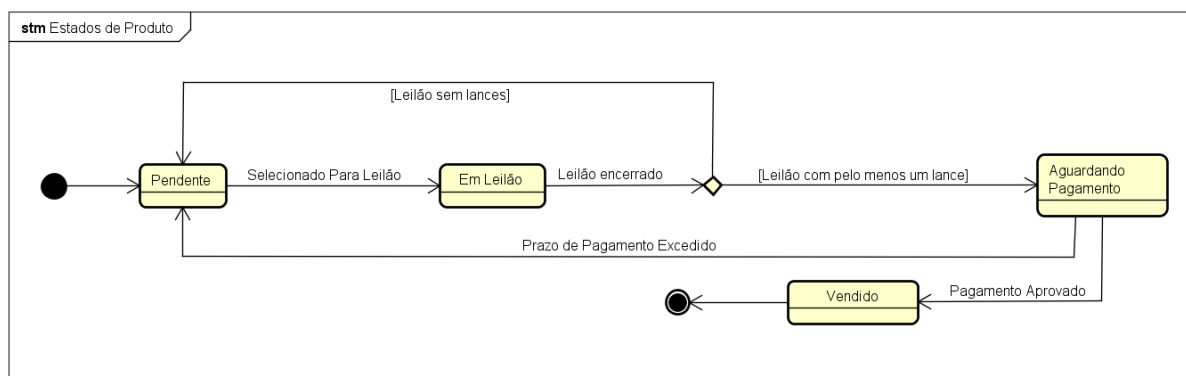 stm Estados de Produto
[Leilão sem lances]
Pendente
Selecionado Para Leilão
Em Leilão
Leilão encerrado
[Leilão com pelo menos um lance]
Aguardando
Pagamento
Prazo de Pagamento Excedido
Vendido
Pagamento Aprovado